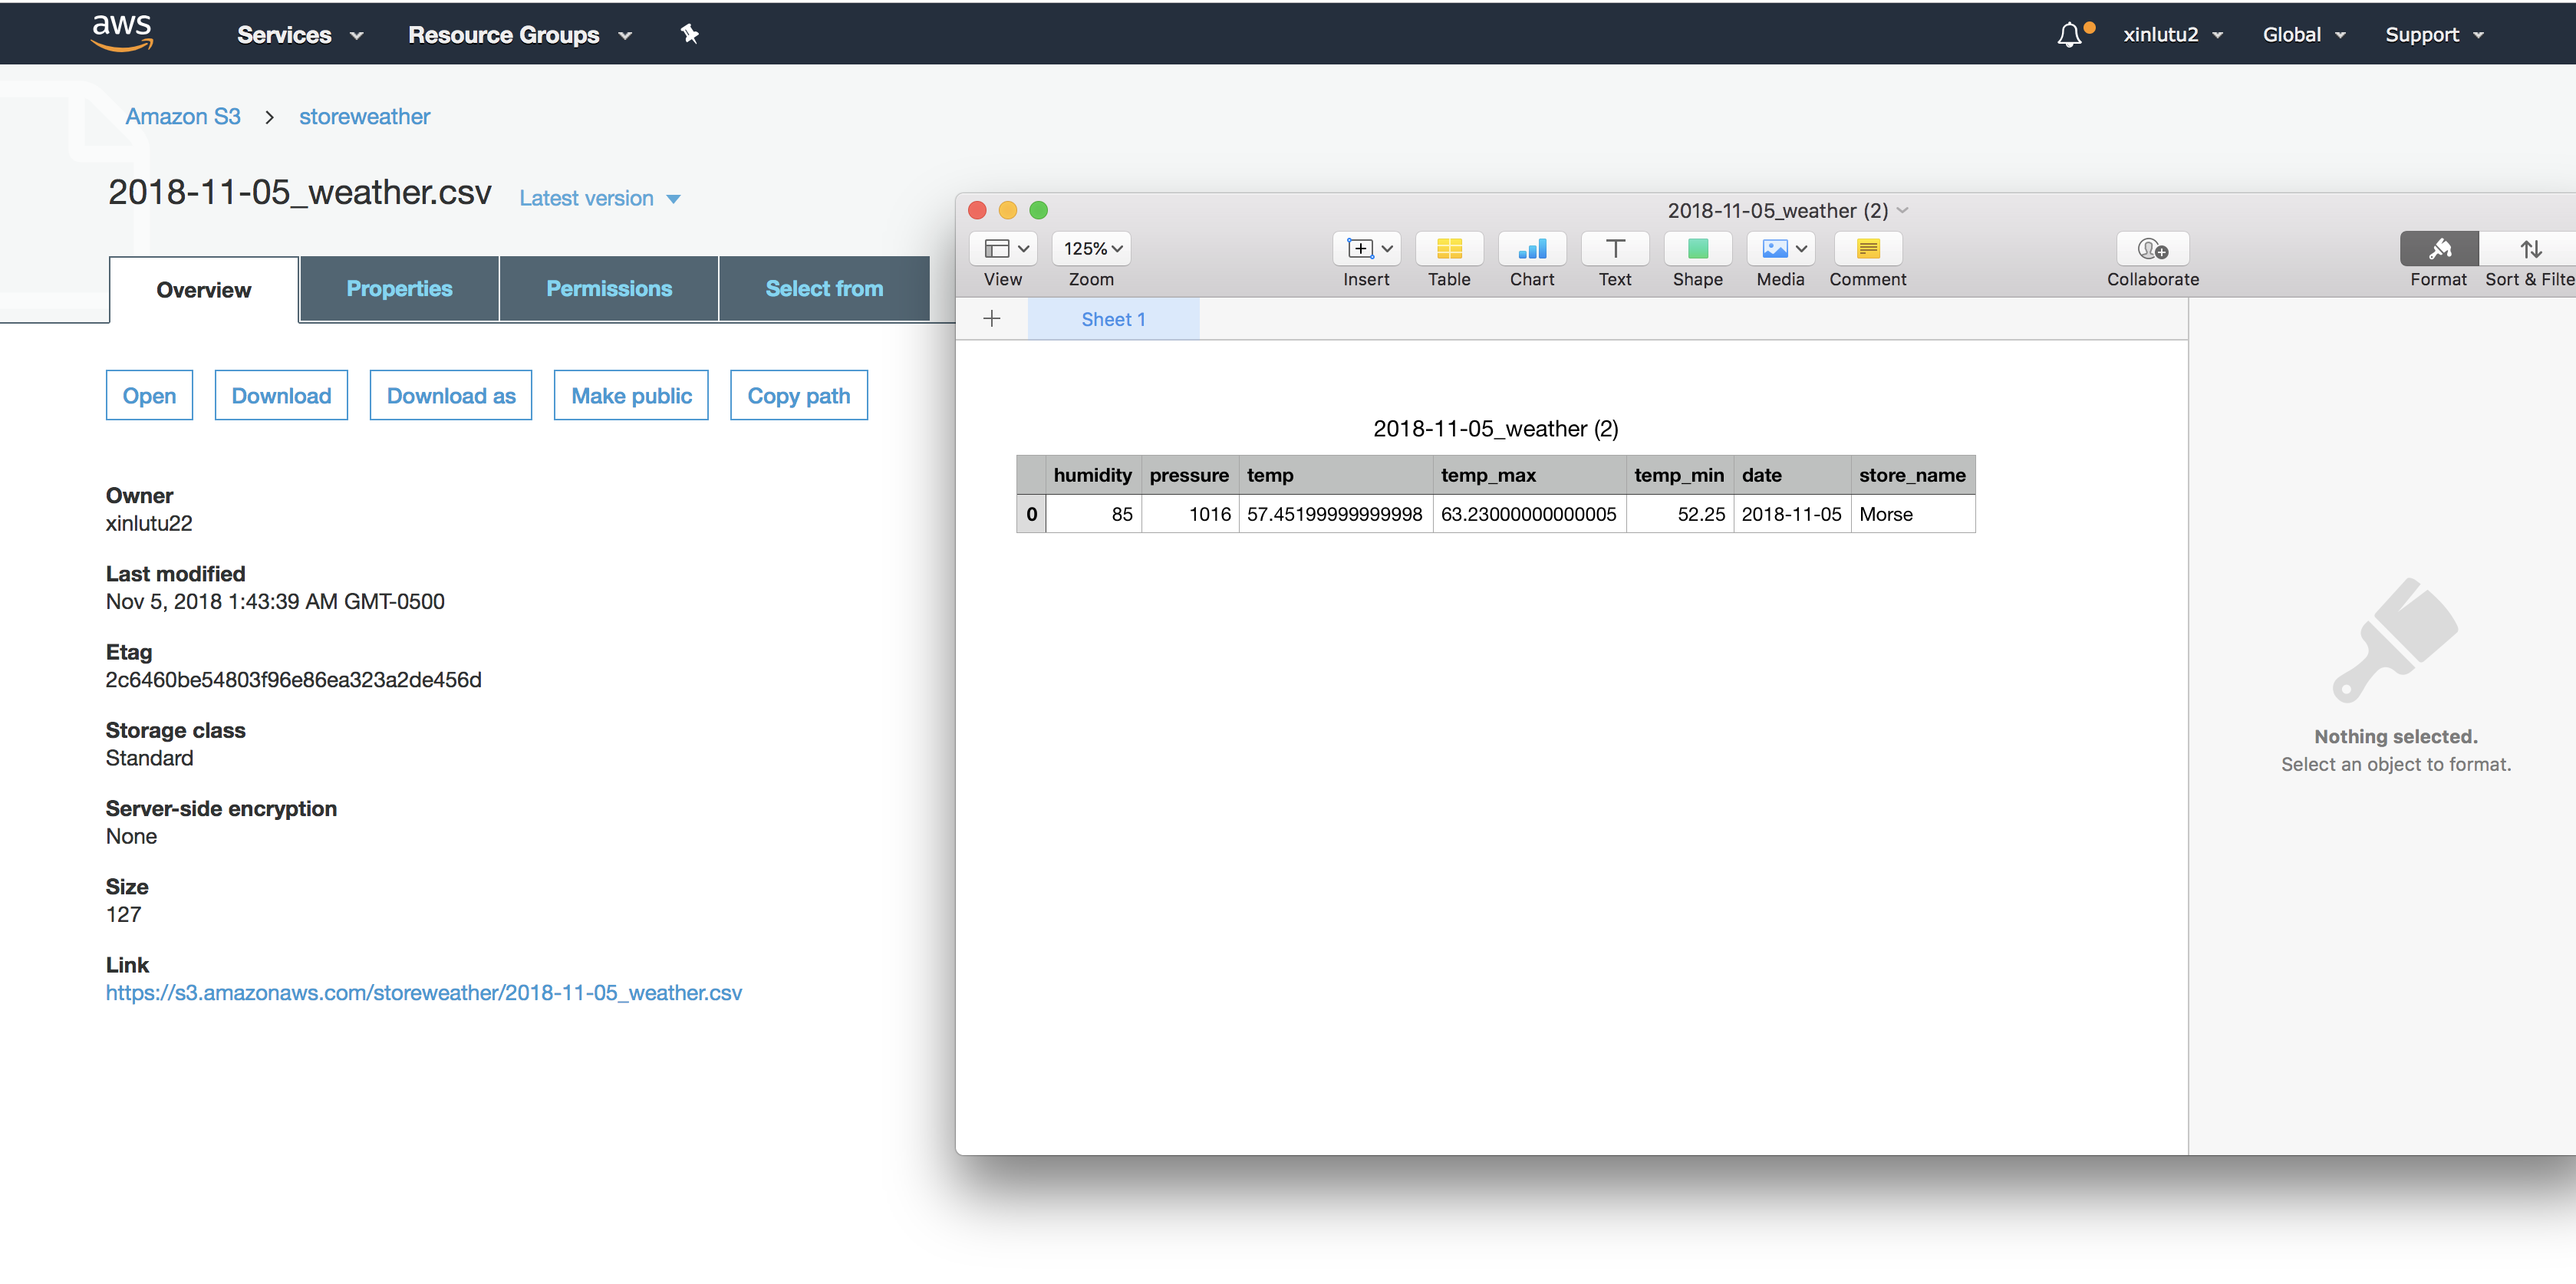 aws Services Resource Groups xinlutu2 Global Support
Amazon S3 > storeweather
2018-11-05_weather.csv Latest version
Overview Properties Permissions Select from
Open Download Download as Make public Copy path
Owner
xinlutu22
Last modified
Nov 5, 2018 1:43:39 AM GMT-0500
Etag
2c6460be54803f96e86ea323a2de456d
Storage class
Standard
Server-side encryption
None
Size
127
Link
https://s3.amazonaws.com/storeweather/2018-11-05_weather.csv
2018-11-05_weather (2)
125%
View Zoom Insert Table Chart Text Shape Media Comment Collaborate Format Sort & Filte
Sheet 1
2018-11-05_weather (2)
humidity pressure temp temp_max temp_min date store_name
0 85 1016 57.45199999999998 63.23000000000005 52.25 2018-11-05 Morse
Nothing selected.
Select an object to format.